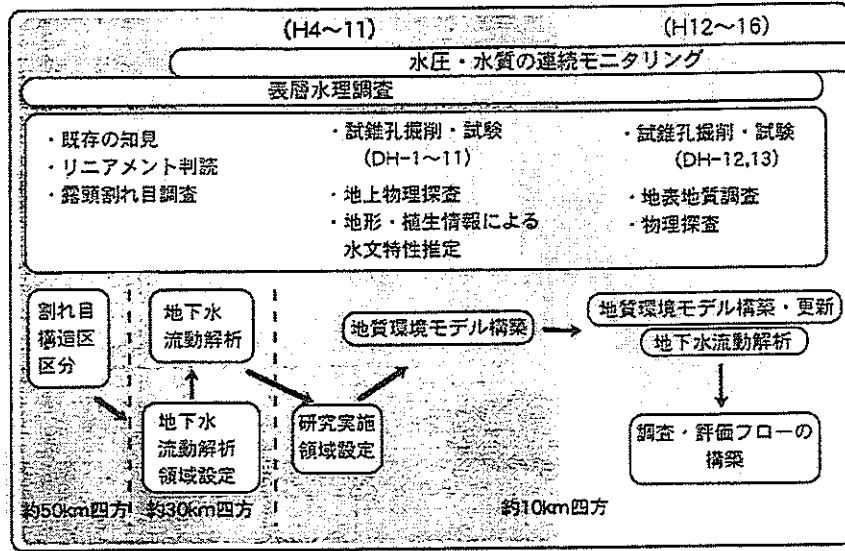 (H4〜11)
(H12〜16)
水圧・水質の連続モニタリング
表層水理調査
・既存の知見
・リニアメント判読
・露頭割れ目調査
・試錐孔掘削・試験
(DH-1〜11)
・地上物理探査
・地形・植生情報による
水文特性推定
・試錐孔掘削・試験
(DH-12,13)
・地表地質調査
・物理探査
割れ目
構造区
区分
地下水
流動解析
地下水
流動解析
領域設定
研究実施
領域設定
地質環境モデル構築
地質環境モデル構築・更新
地下水流動解析
調査・評価フローの
構築
約50km四方
約30km四方
約10km四方